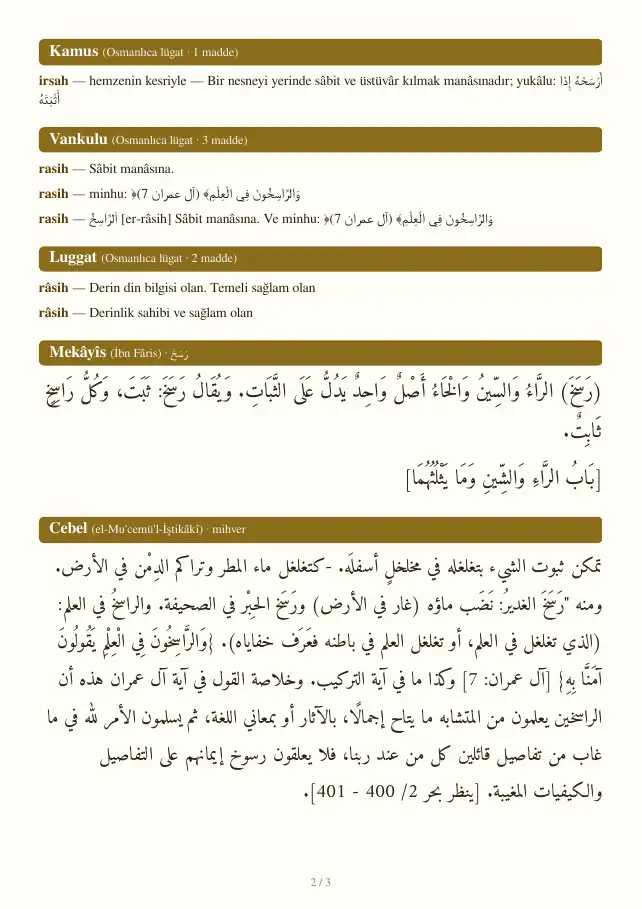 Kamus (Osmanlıca lügat · 1 madde)
irsah — hemzenin kesriyle — Bir nesneyi yerinde sâbit ve üstüvâr kılmak manâsınadır; yukâlu: أَرْسَخَهُ إِذَا
أَثْبَتَهُ
Vankulu (Osmanlıca lügat · 3 madde)
rasih — Sâbit manâsına.
rasih — minhu: ﴿وَالرَّاسِخُونَ فِي الْعِلْمِ﴾ (آل عمران 7)
rasih — اَلرَّاسِخُ [er-râsih] Sâbit manâsına. Ve minhu: ﴿وَالرَّاسِخُونَ فِي الْعِلْمِ﴾ (آل عمران 7)
Luggat (Osmanlıca lügat · 2 madde)
râsih — Derin din bilgisi olan. Temeli sağlam olan
râsih — Derinlik sahibi ve sağlam olan
Mekâyîs (İbn Fâris) · رَسَخَ
(رَسَخَ) الرَّاءُ وَالسِّينُ وَالْخَاءُ أَصْلٌ وَاحِدٌ يَدُلُّ عَلَى الثَّبَاتِ. وَيُقَالُ رَسَخَ: ثَبَتَ، وَكُلُّ رَاسِخٍ
ثَابِتٌ.
[بَابُ الرَّاءِ وَالشِّينِ وَمَا يَثْلُثُهُمَا]
Cebel (el-Mu'cemü'l-İştikâkî) · mihver
تمكن ثبوت الشيء بتغلغله في مخلخلٍ أسفلَه. -كتغلغل ماء المطر وتراكم الدِمْن في الأرض.
ومنه "رَسَخَ الغديرُ: نَضَب ماؤه (غار في الأرض) ورَسَخ الحِبْر في الصحيفة. والراسخُ في العلم:
(الذي تغلغل في العلم، أو تغلغل العلم في باطنه فعَرَف خفاياه). {وَالرَّاسِخُونَ فِي الْعِلْمِ يَقُولُونَ
آمَنَّا بِهِ} [آل عمران: 7] وكذا ما في آية التركيب. وخلاصة القول في آية آل عمران هذه أن
الراسخين يعلمون من المتشابه ما يتاح إجمالًا، بالآثار أو بمعاني اللغة، ثم يسلمون الأمر لله في ما
غاب من تفاصيل قائلين كل من عند ربنا، فلا يعلقون رسوخ إيمانهم على التفاصيل
والكيفيات المغيبة. [ينظر بحر 2/ 400 - 401].
2 / 3